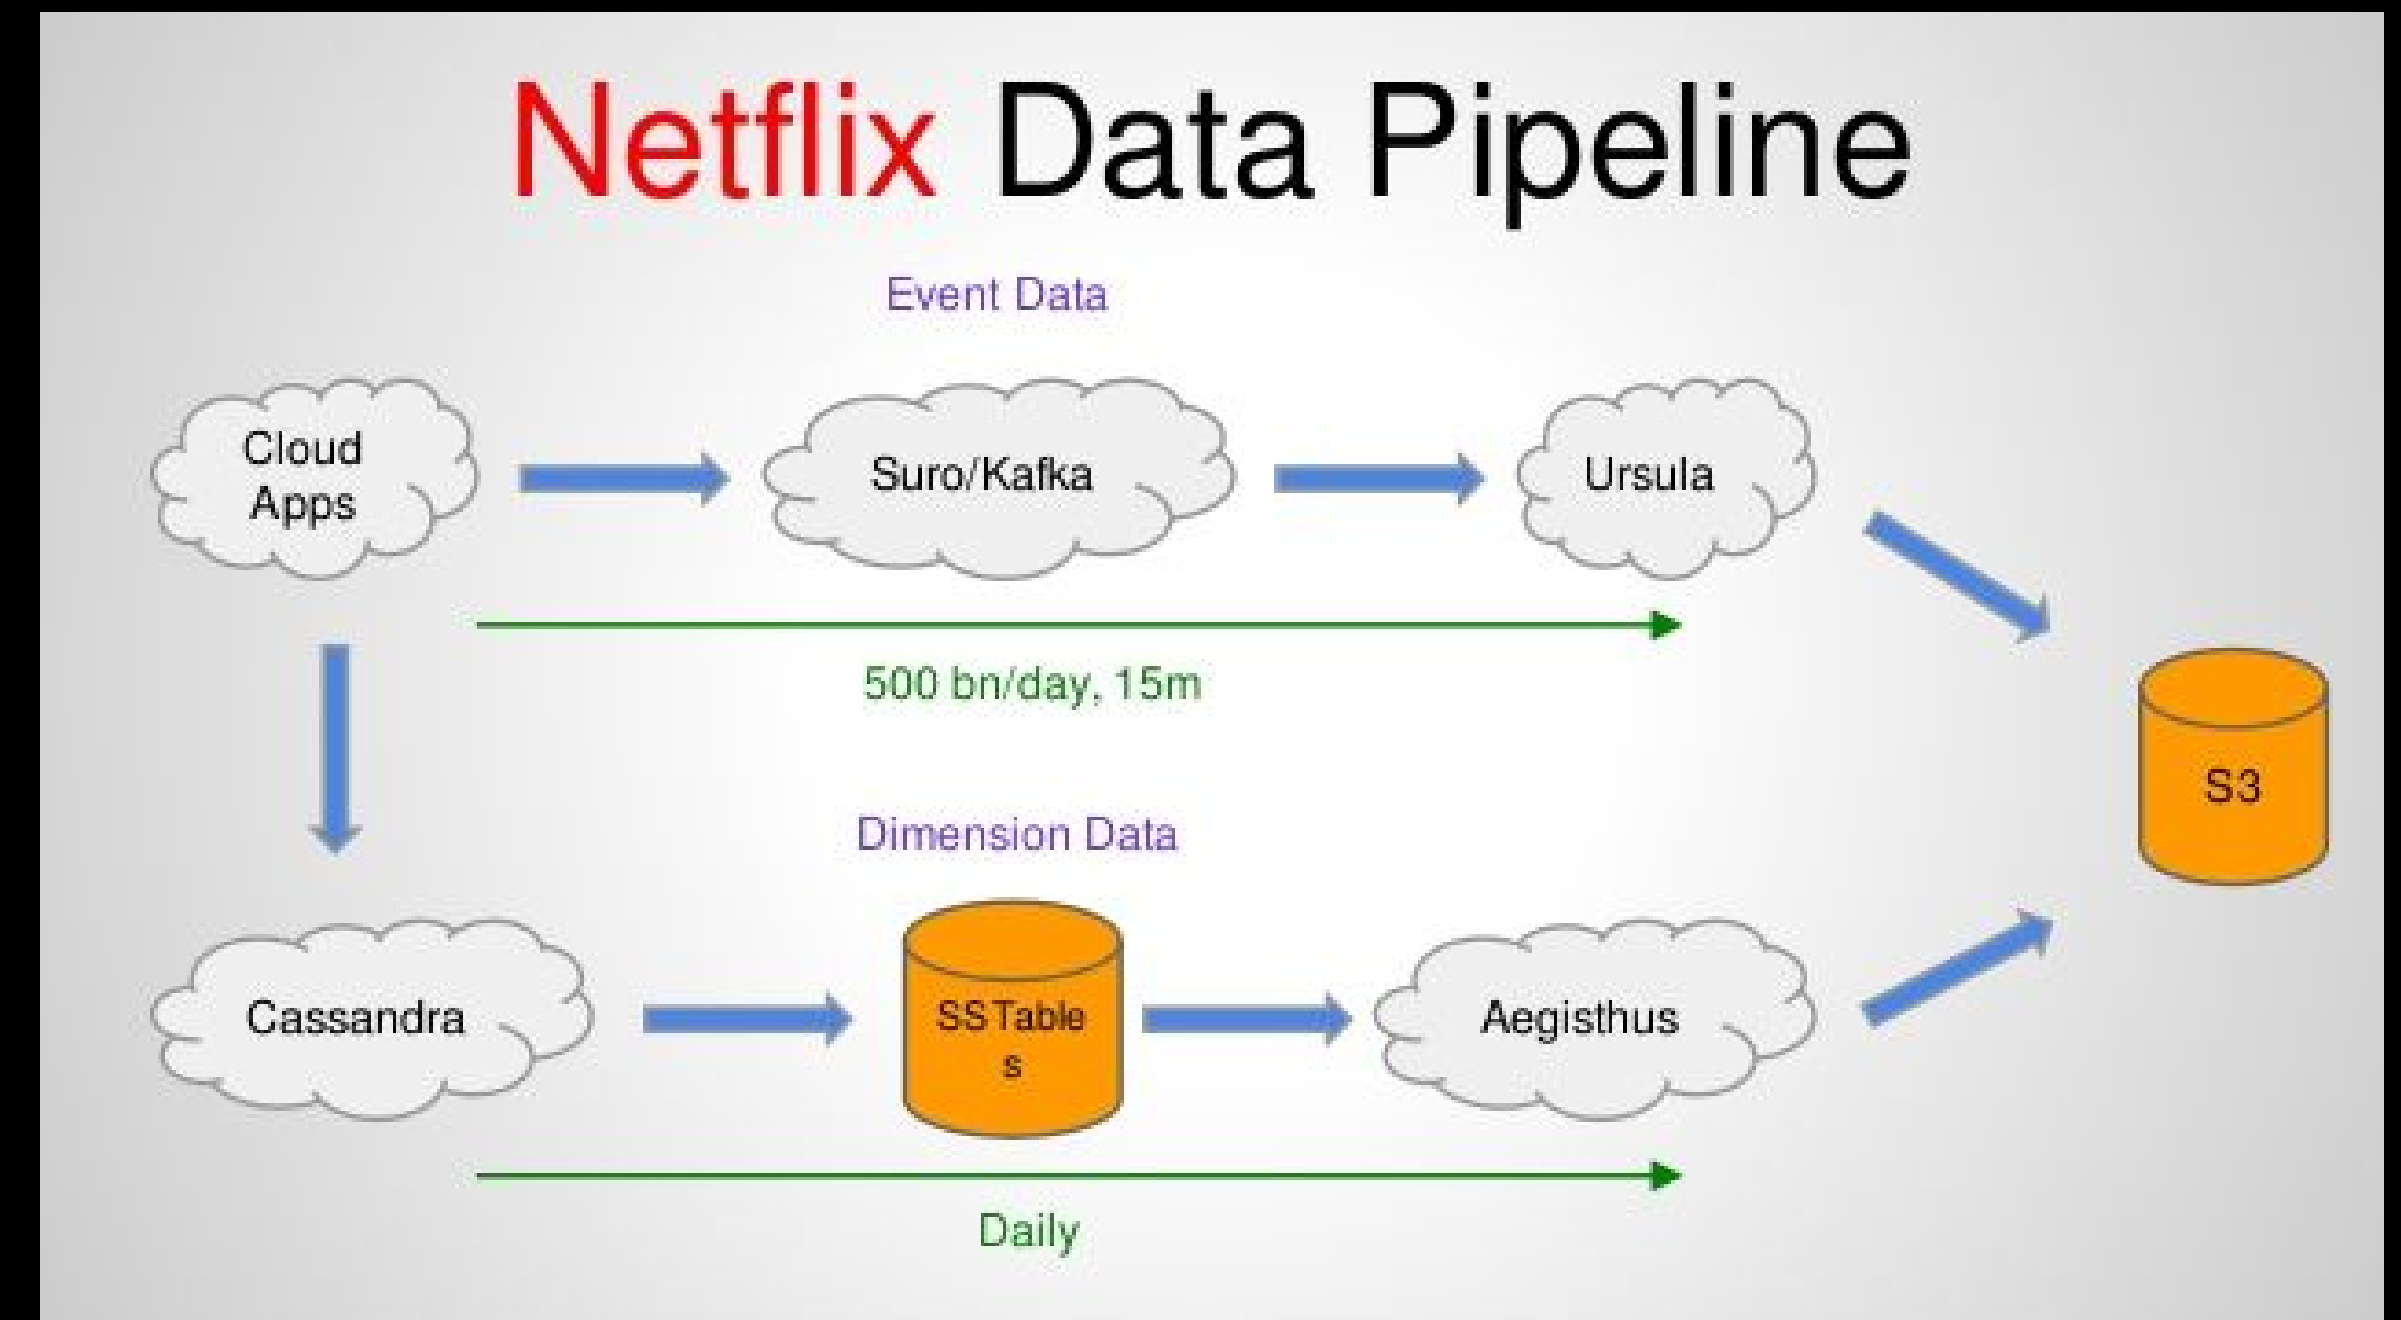 Netflix Data Pipeline
Event Data
Cloud
Apps
Suro/Kafka
Ursula
500 bn/day, 15m
S3
Dimension Data
Cassandra
SSTable
s
Aegisthus
Daily